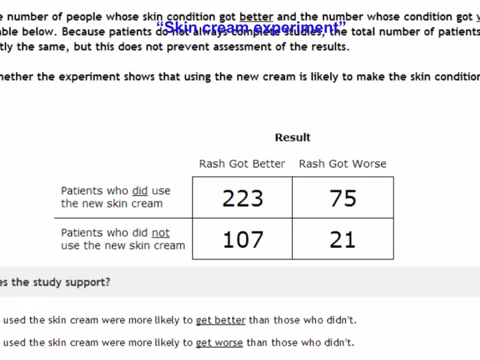 e number of people whose skin condition got better and the number whose condition got
"Skin cream experiment"
able below. Because patients do not always complete studies, the total number of patients
tly the same, but this does not prevent assessment of the results.
hether the experiment shows that using the new cream is likely to make the skin condition
Result
Rash Got Better Rash Got Worse
Patients who did use the new skin cream 223 75
Patients who did not use the new skin cream 107 21
es the study support?
used the skin cream were more likely to get better than those who didn't.
used the skin cream were more likely to get worse than those who didn't.